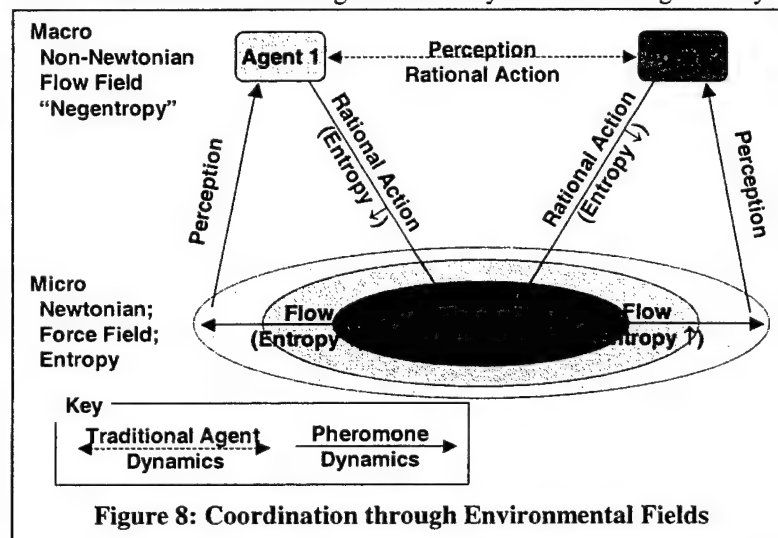 Macro
Non-Newtonian
Flow Field
“Negentropy”
Agent 1
Perception
Rational Action
Rational Action
(Entropy ↓)
Rational Action
(Entropy ↓)
Perception
Perception
Micro
Newtonian;
Force Field;
Entropy
Flow
(Entropy
Flow
ntropy ↑)
Key
Traditional Agent
Dynamics
Pheromone
Dynamics
Figure 8: Coordination through Environmental Fields